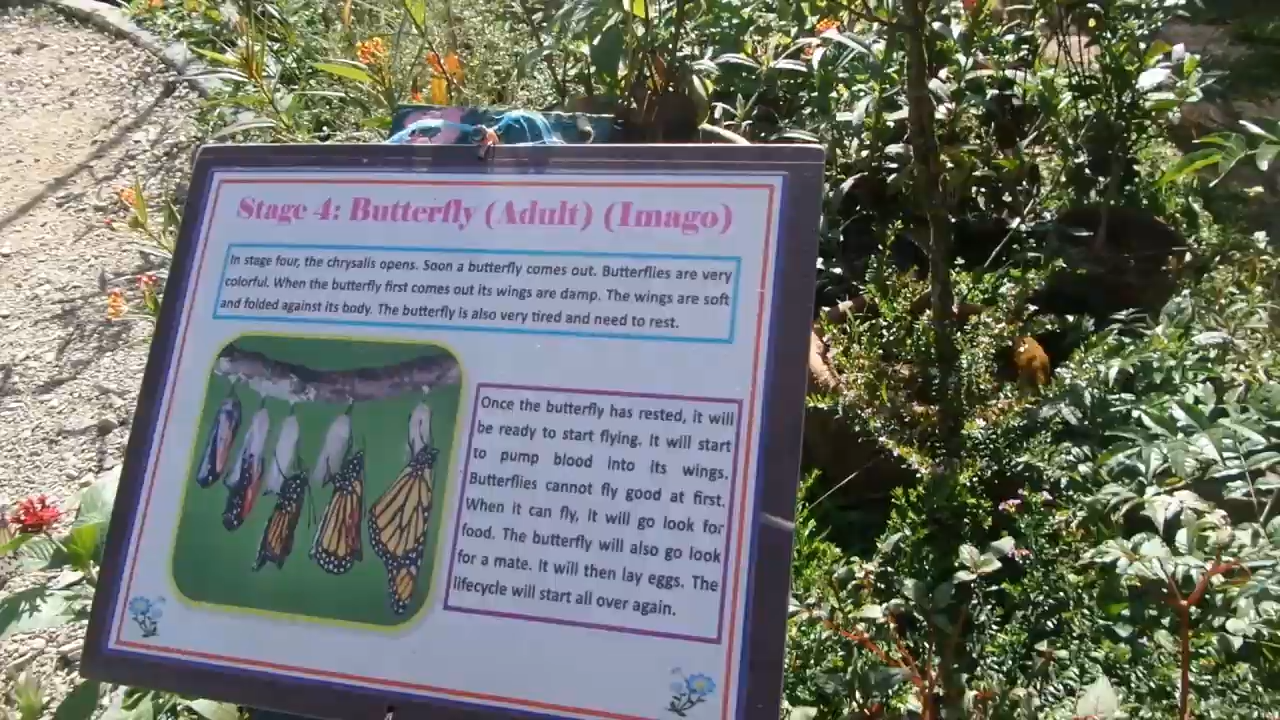 Stage 4: Butterfly (Adult) (Imago)
In stage four, the chrysalis opens. Soon a butterfly comes out. Butterflies are very
colorful. When the butterfly first comes out its wings are damp. The wings are soft
and folded against its body. The butterfly is also very tired and need to rest.
Once the butterfly has rested, it will
be ready to start flying. It will start
to pump blood into its wings.
Butterflies cannot fly good at first.
When it can fly, it will go look for
food. The butterfly will also go look
for a mate. It will then lay eggs. The
lifecycle will start all over again.